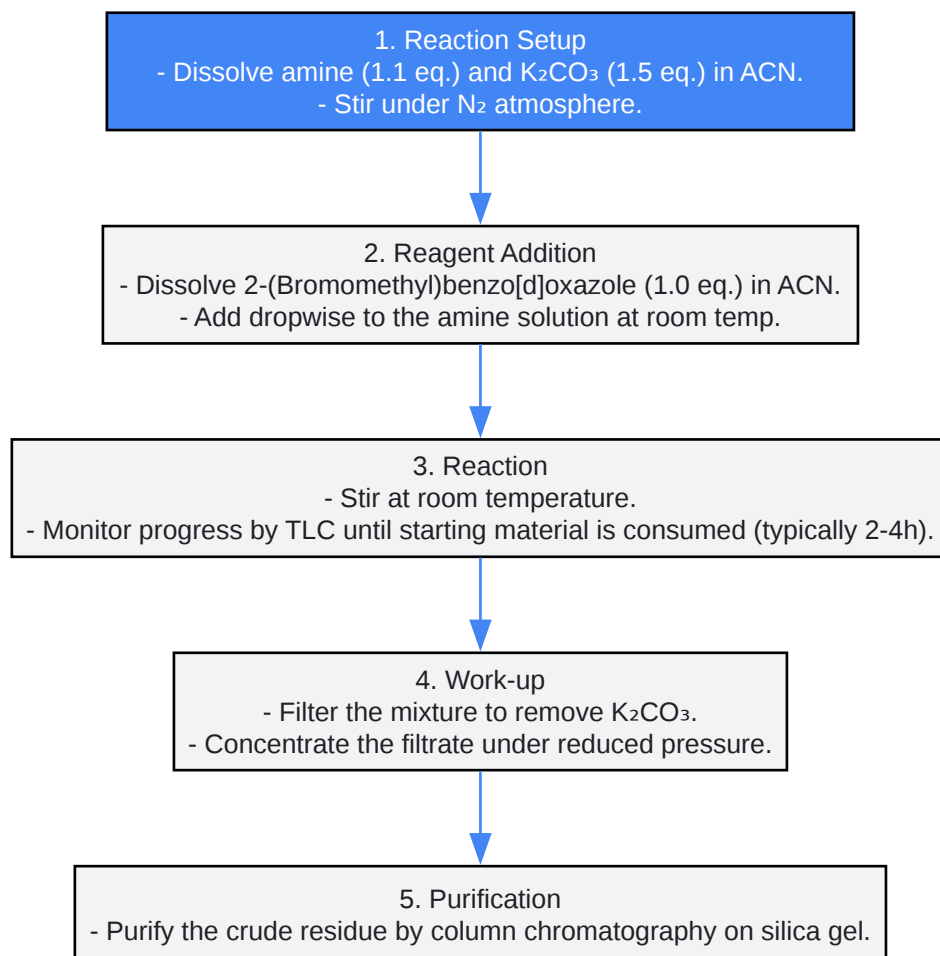 1. Reaction Setup
- Dissolve amine (1.1 eq.) and K₂CO₃ (1.5 eq.) in ACN.
- Stir under N₂ atmosphere.
2. Reagent Addition
- Dissolve 2-(Bromomethyl)benzo[d]oxazole (1.0 eq.) in ACN.
- Add dropwise to the amine solution at room temp.
3. Reaction
- Stir at room temperature.
- Monitor progress by TLC until starting material is consumed (typically 2-4h).
4. Work-up
- Filter the mixture to remove K₂CO₃.
- Concentrate the filtrate under reduced pressure.
5. Purification
- Purify the crude residue by column chromatography on silica gel.